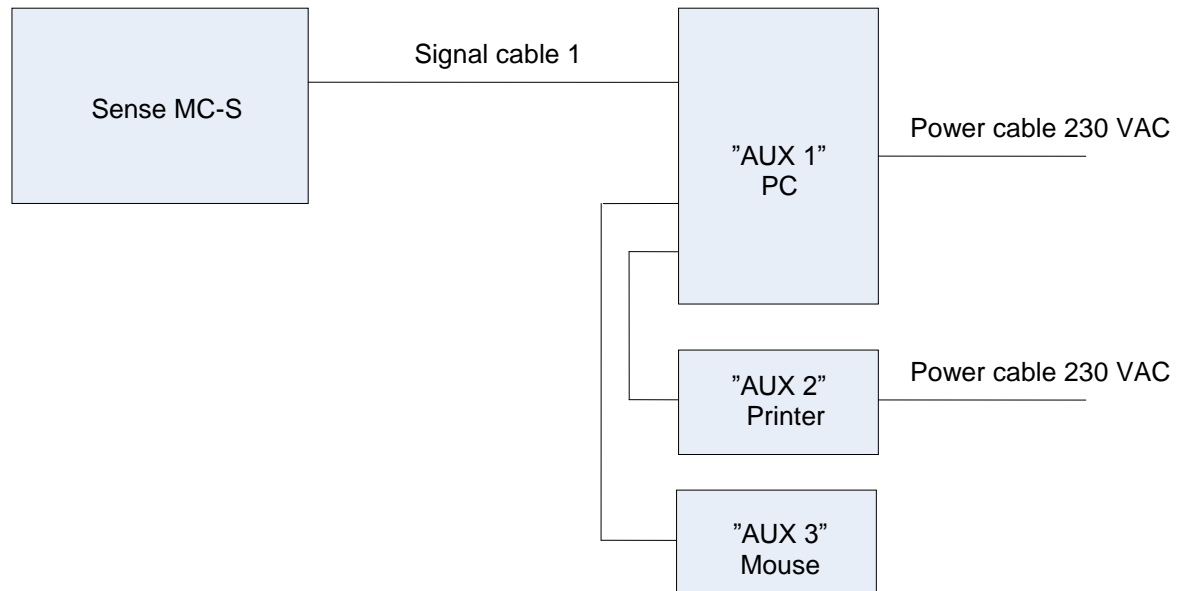 Signal cable 1
Sense MC-S
Power cable 230 VAC
”AUX 1”
PC
Power cable 230 VAC
”AUX 2”
Printer
”AUX 3”
Mouse